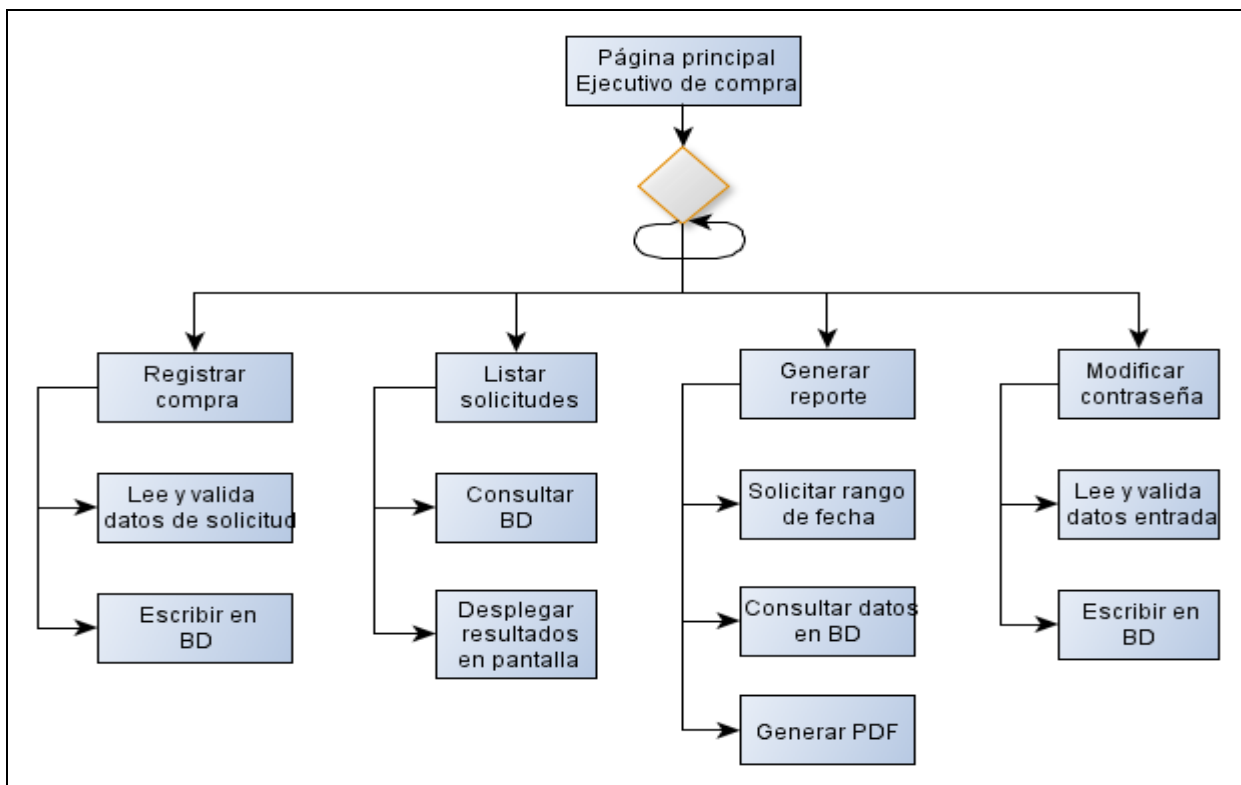 Página principal
Ejecutivo de compra
Registrar
compra
Lee y valida
datos de solicitud
Escribir en
BD
Listar
solicitudes
Consultar
BD
Desplegar
resultados
en pantalla
Generar
reporte
Solicitar rango
de fecha
Consultar datos
en BD
Generar PDF
Modificar
contraseña
Lee y valida
datos entrada
Escribir en
BD